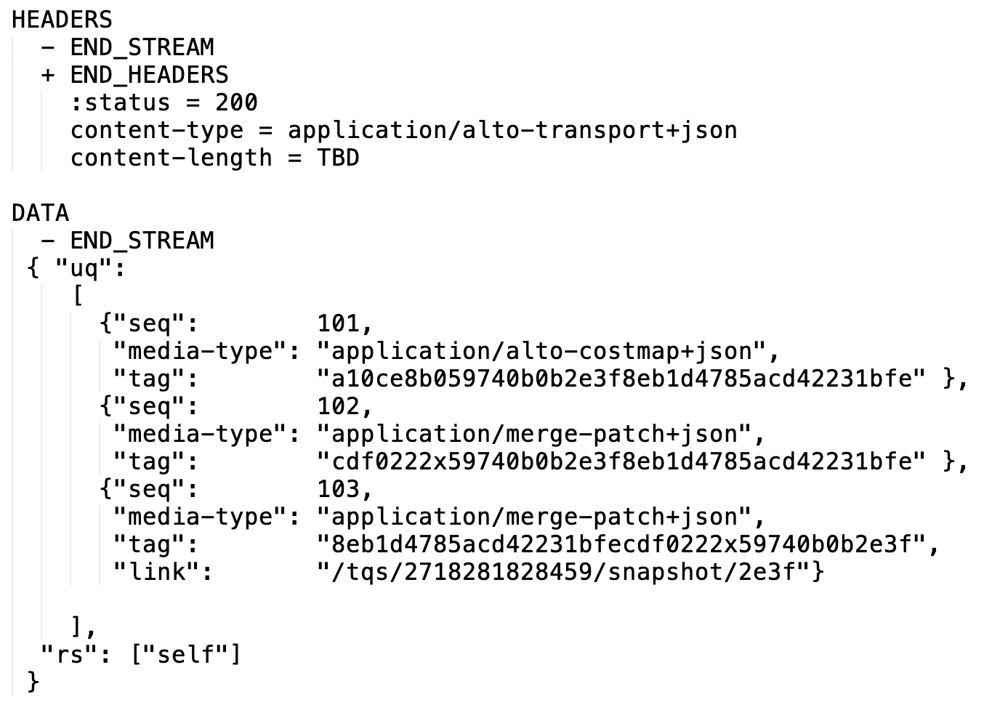 HEADERS
  - END_STREAM
  + END_HEADERS
    :status = 200
    content-type = application/alto-transport+json
    content-length = TBD

DATA
  - END_STREAM
 { "uq":
    [
      {"seq":        101,
       "media-type": "application/alto-costmap+json",
       "tag":        "a10ce8b059740b0b2e3f8eb1d4785acd42231bfe" },
      {"seq":        102,
       "media-type": "application/merge-patch+json",
       "tag":        "cdf0222x59740b0b2e3f8eb1d4785acd42231bfe" },
      {"seq":        103,
       "media-type": "application/merge-patch+json",
       "tag":        "8eb1d4785acd42231bfecdf0222x59740b0b2e3f",
       "link":       "/tqs/2718281828459/snapshot/2e3f"}

    ],
  "rs": ["self"]
 }